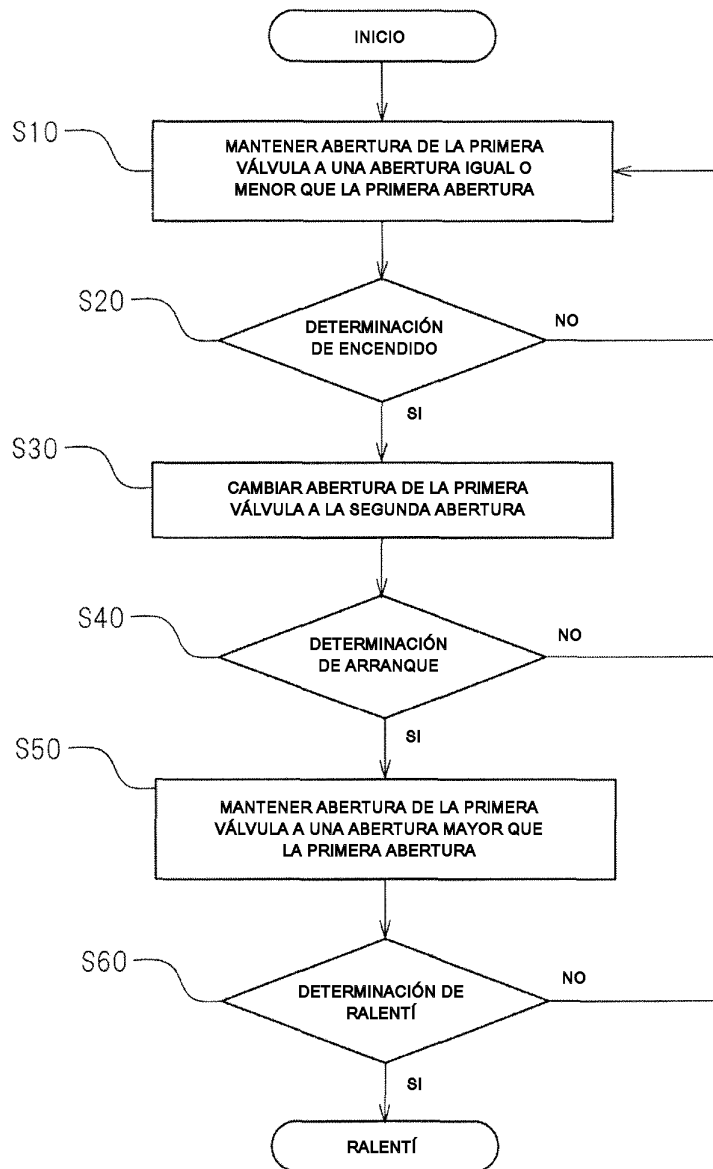 INICIO
S10
MANTENER ABERTURA DE LA PRIMERA
VÁLVULA A UNA ABERTURA IGUAL O
MENOR QUE LA PRIMERA ABERTURA
S20
DETERMINACIÓN
DE ENCENDIDO
NO
SI
S30
CAMBIAR ABERTURA DE LA PRIMERA
VÁLVULA A LA SEGUNDA ABERTURA
S40
DETERMINACIÓN
DE ARRANQUE
NO
SI
S50
MANTENER ABERTURA DE LA PRIMERA
VÁLVULA A UNA ABERTURA MAYOR QUE
LA PRIMERA ABERTURA
S60
DETERMINACIÓN DE
RALENTÍ
NO
SI
RALENTÍ